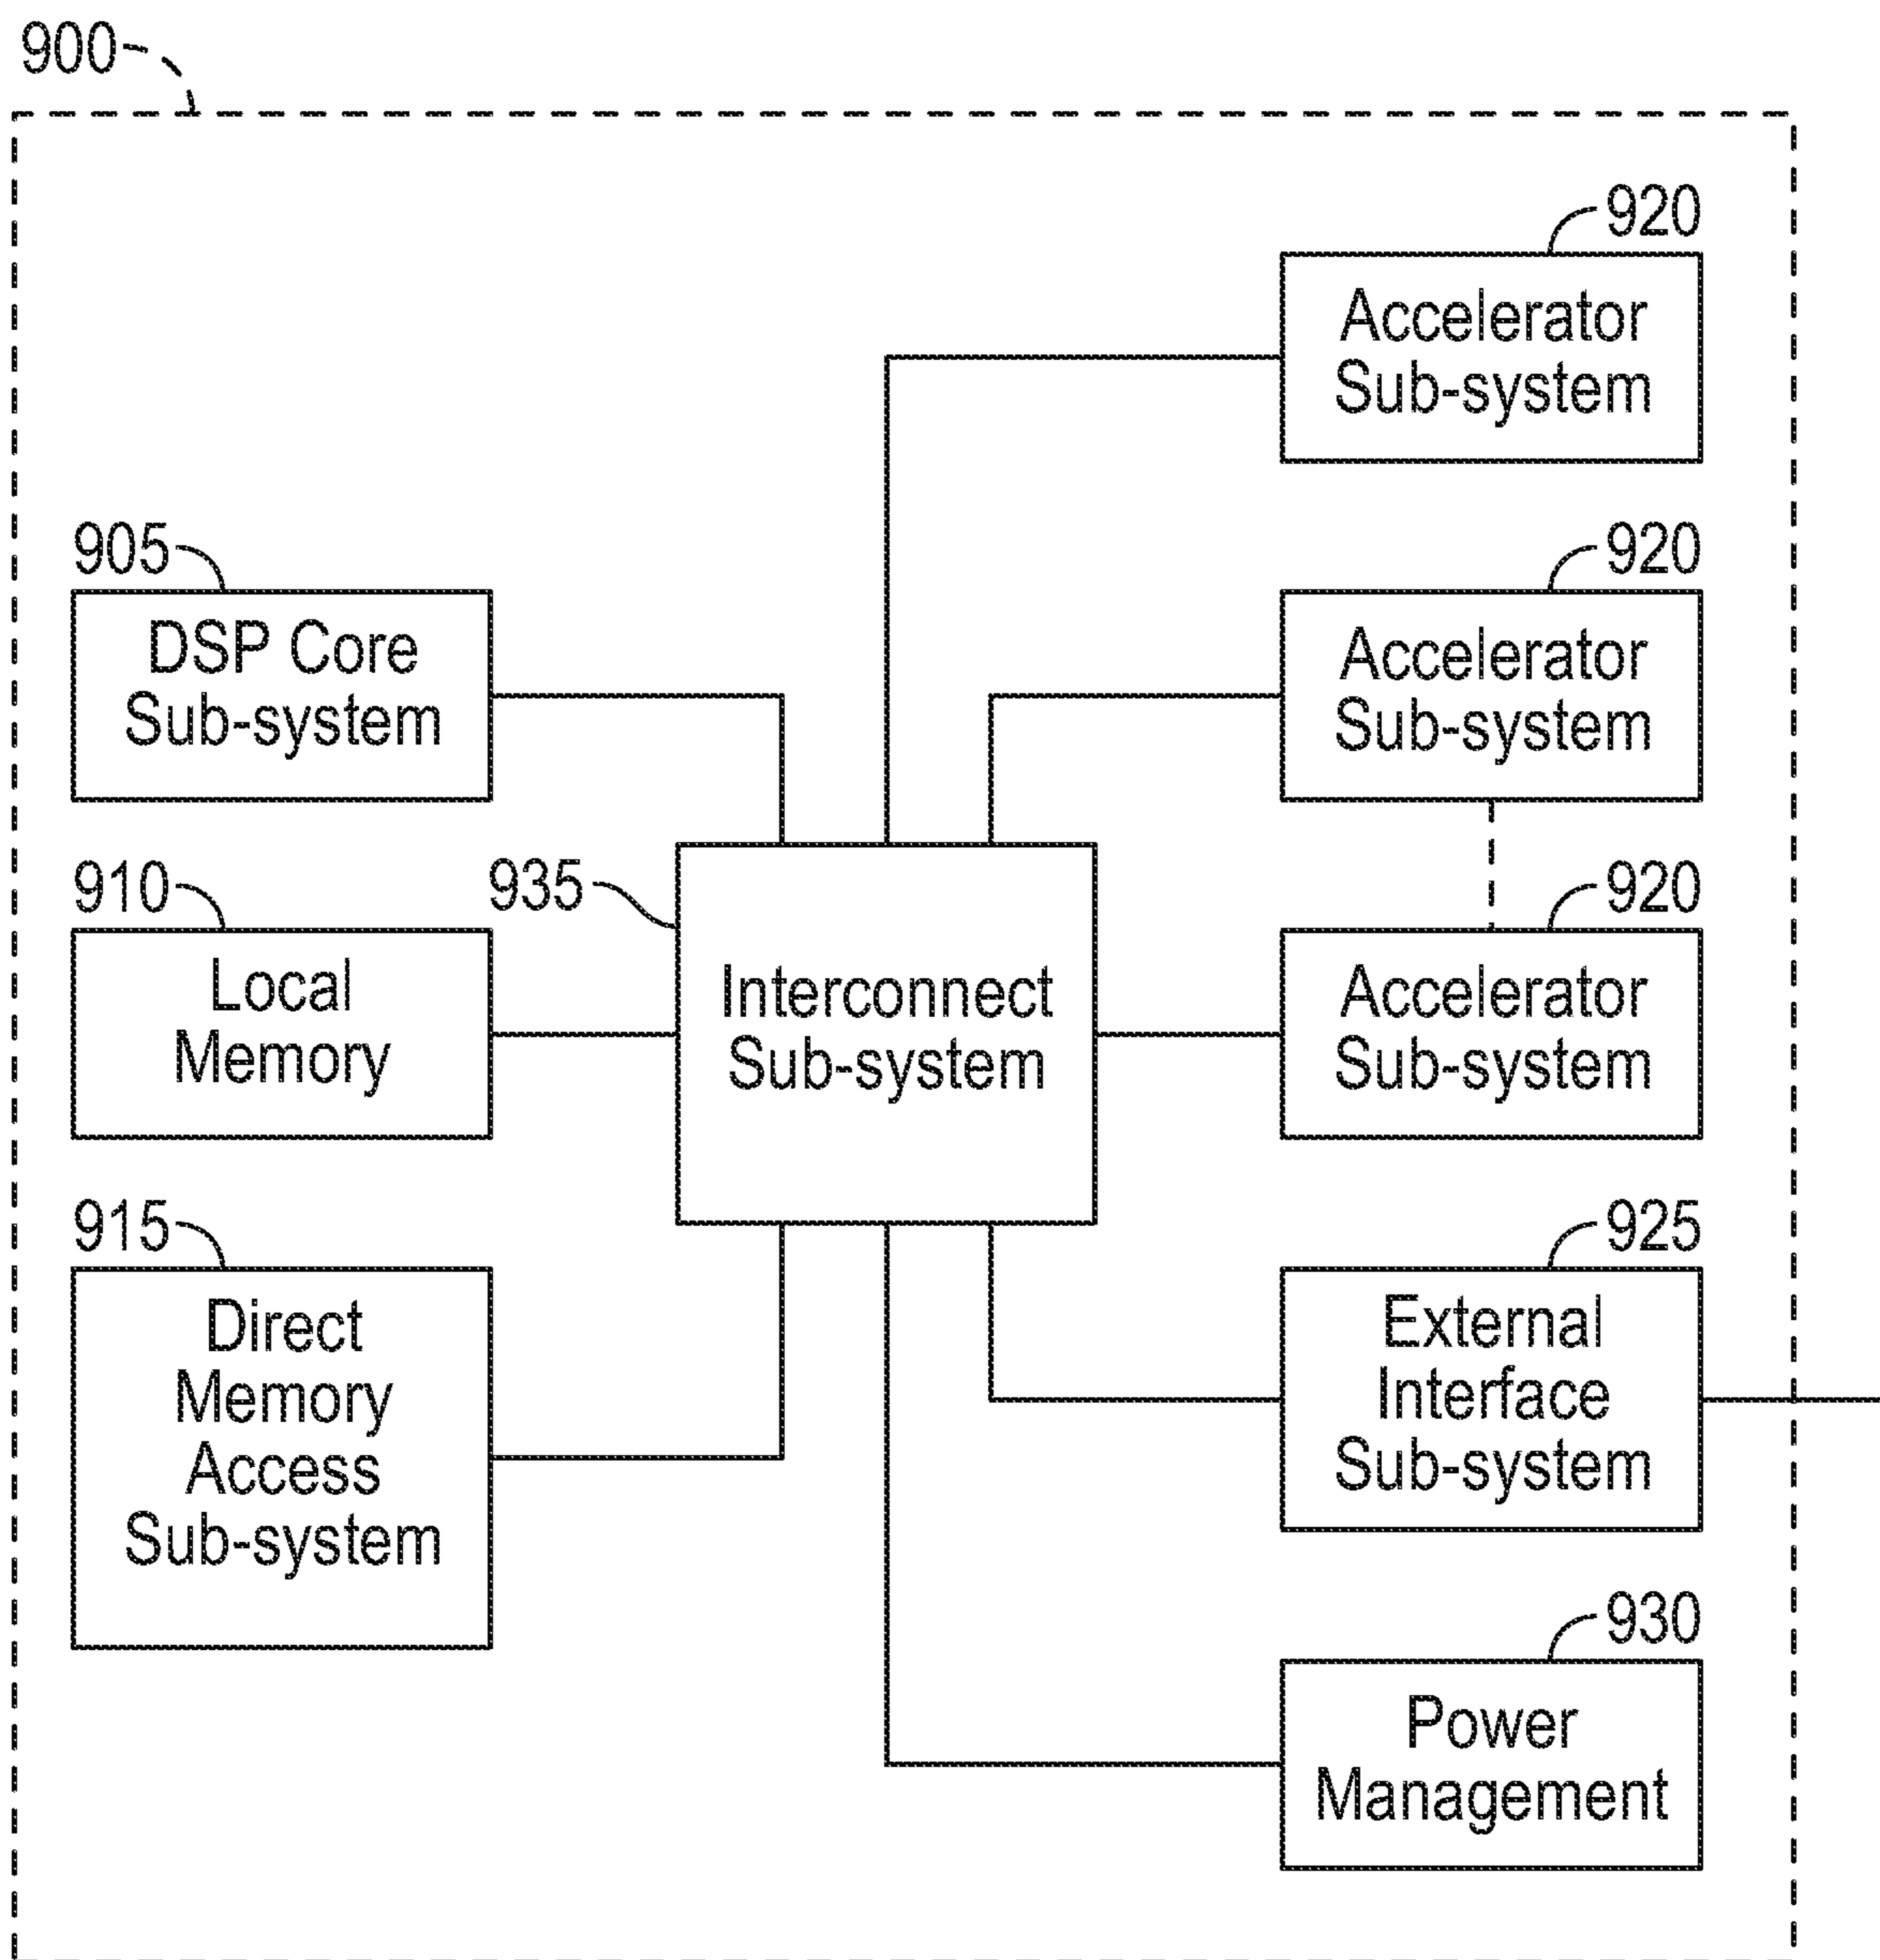 900
920
Accelerator
Sub-system
905
DSP Core
Sub-system
920
Accelerator
Sub-system
910
Local
Memory
935
Interconnect
Sub-system
920
Accelerator
Sub-system
915
Direct
Memory
Access
Sub-system
925
External
Interface
Sub-system
930
Power
Management